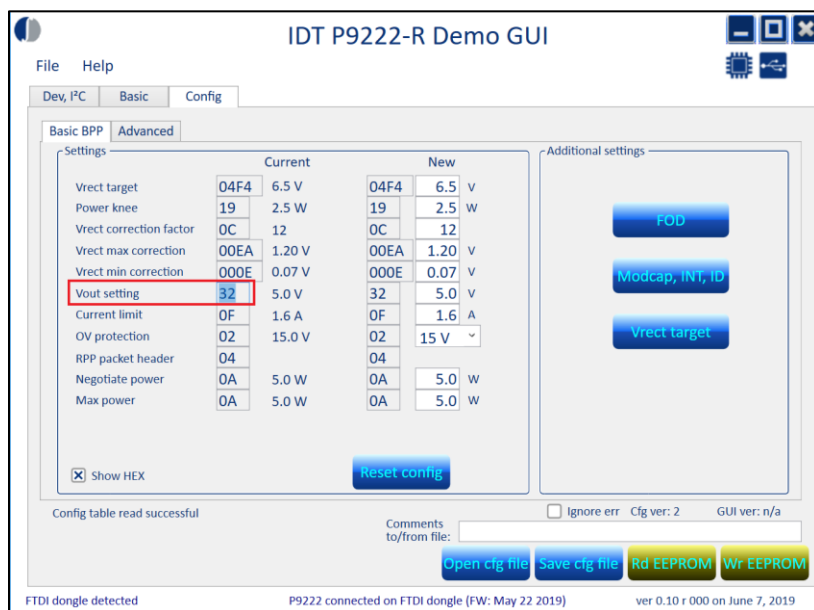 IDT P9222-R Demo GUI
File Help
Dev, I²C Basic Config
Basic BPP Advanced
Settings
Additional settings
Current New
Vrect target 04F4 6.5 V 04F4 6.5 V
Power knee 19 2.5 W 19 2.5 W
Vrect correction factor 0C 12 0C 12
Vrect max correction 00EA 1.20 V 00EA 1.20 V
Vrect min correction 000E 0.07 V 000E 0.07 V
Vout setting 32 5.0 V 32 5.0 V
Current limit 0F 1.6 A 0F 1.6 A
OV protection 02 15.0 V 02 15 V
RPP packet header 04 04
Negotiate power 0A 5.0 W 0A 5.0 W
Max power 0A 5.0 W 0A 5.0 W
Show HEX
Reset config
FOD
Modcap, INT, ID
Vrect target
Config table read successful
Ignore err Cfg ver: 2 GUI ver: n/a
Comments
to/from file:
Open cfg file Save cfg file Rd EEPROM Wr EEPROM
FTDI dongle detected P9222 connected on FTDI dongle (FW: May 22 2019) ver 0.10 r 000 on June 7, 2019